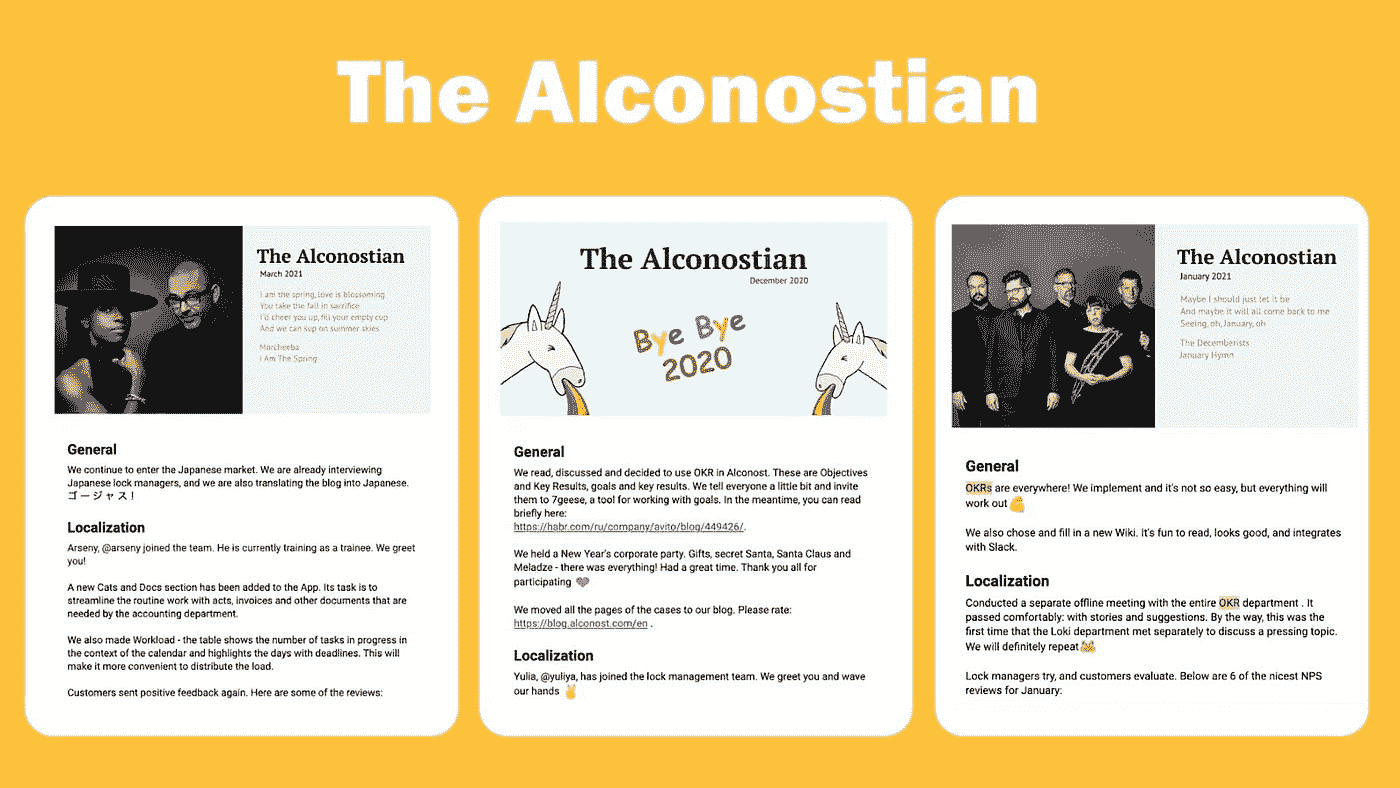 The Alconostian
The Alconostian
March 2021
I am the spring, love is blossoming
You take the fall in sacrifice
I'd cheer you up, fill your empty cup
And we can sup on summer skies
Morcheeba
I Am The Spring
General
We continue to enter the Japanese market. We are already interviewing
Japanese lock managers, and we are also translating the blog into Japanese.
ゴージャス！
Localization
Arseny, @arseny joined the team. He is currently training as a trainee. We greet
you!
A new Cats and Docs section has been added to the App. Its task is to
streamline the routine work with acts, invoices and other documents that are
needed by the accounting department.
We also made Workload - the table shows the number of tasks in progress in
the context of the calendar and highlights the days with deadlines. This will
make it more convenient to distribute the load.
Customers sent positive feedback again. Here are some of the reviews:
The Alconostian
December 2020
Bye Bye
2020
General
We read, discussed and decided to use OKR in Alconost. These are Objectives
and Key Results, goals and key results. We tell everyone a little bit and invite
them to 7geese, a tool for working with goals. In the meantime, you can read
briefly here:
https://habr.com/ru/company/avito/blog/449426/.
We held a New Year's corporate party. Gifts, secret Santa, Santa Claus and
Meladze - there was everything! Had a great time. Thank you all for
participating 🖤
We moved all the pages of the cases to our blog. Please rate:
https://blog.alconost.com/en .
Localization
Yulia, @yuliya, has joined the lock management team. We greet you and wave
our hands ✌
The Alconostian
January 2021
Maybe I should just let it be
And maybe it will all come back to me
Seeing, oh, January, oh
The Decemberists
January Hymn
General
OKRs are everywhere! We implement and it's not so easy, but everything will
work out 💪
We also chose and fill in a new Wiki. It's fun to read, looks good, and integrates
with Slack.
Localization
Conducted a separate offline meeting with the entire OKR department . It
passed comfortably: with stories and suggestions. By the way, this was the
first time that the Loki department met separately to discuss a pressing topic.
We will definitely repeat
Lock managers try, and customers evaluate. Below are 6 of the nicest NPS
reviews for January: